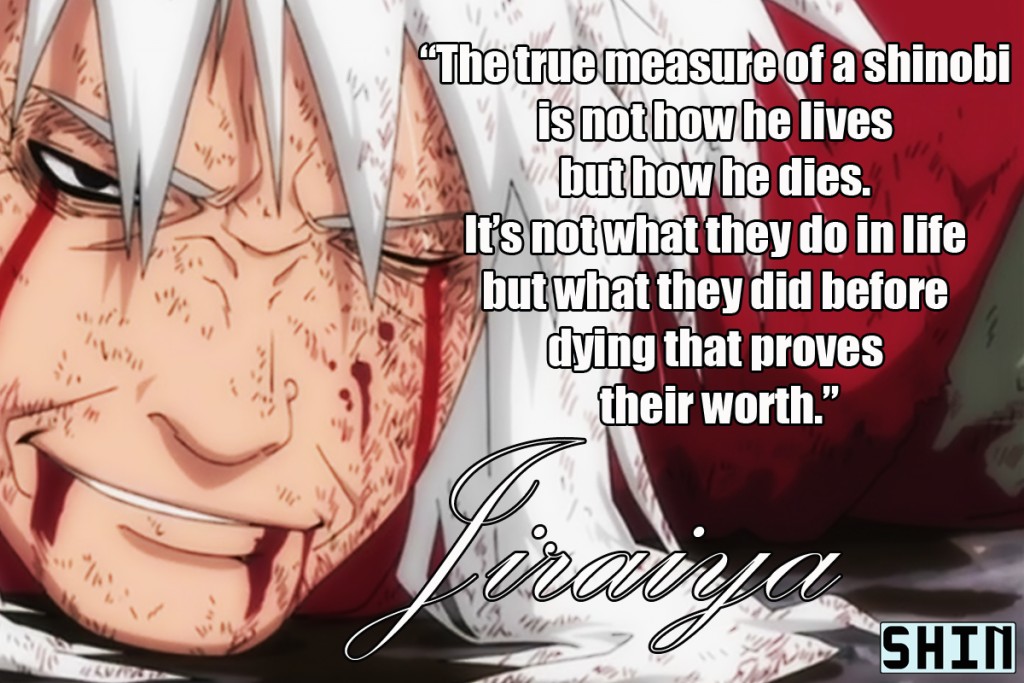 “The true measure of a shinobi
is not how he lives
but how he dies.
It’s not what they do in life
but what they did before
dying that proves
their worth.”
Jiraiya
SHIN